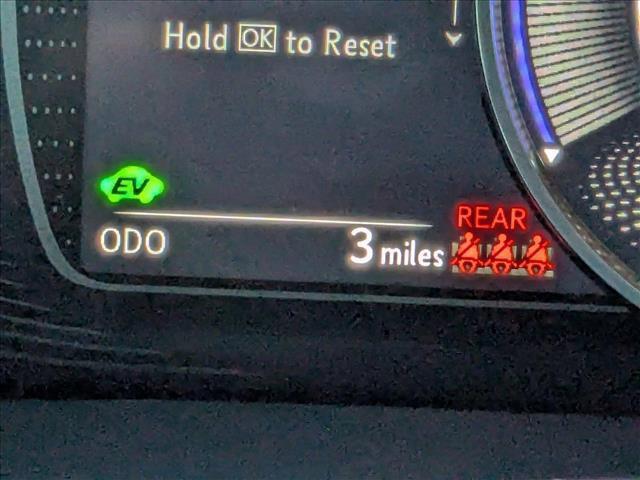 Hold OK to Reset
EV
REAR
ODO 3 miles